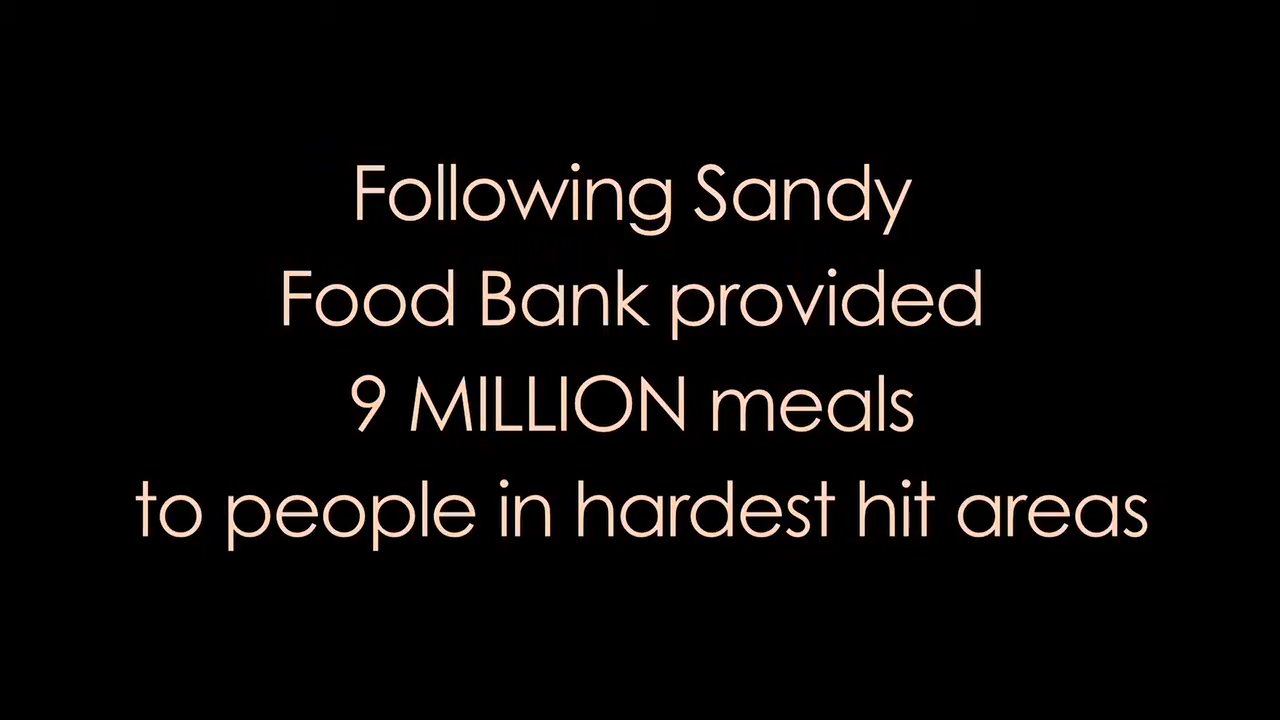 Following Sandy
Food Bank provided
9 MILLION meals
to people in hardest hit areas